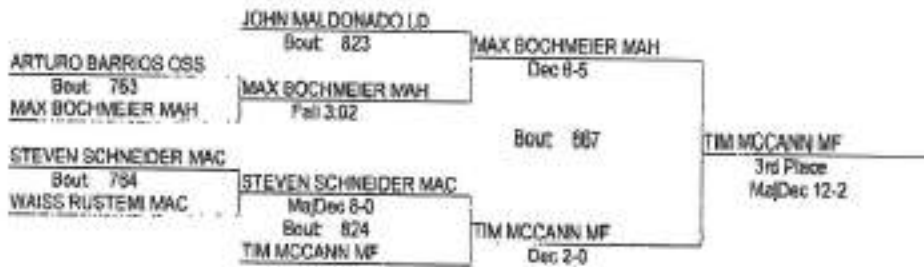 JOHN MALDONADO LD
Bout: 823
MAX BOCHMEIER MAH
ARTURO BARRIOS OSS
Dec 6-5
Bout: 763
MAX BOCHMEIER MAH
MAX BOCHMEIER MAH
Fall 3:02
Bout: 867
TIM MCCANN MF
STEVEN SCHNEIDER MAC
3rd Place
Bout: 764
STEVEN SCHNEIDER MAC
MajDec 12-2
WAISS RUSTEMI MAC
MajDec 8-0
Bout: 824
TIM MCCANN MF
TIM MCCANN MF
Dec 2-0